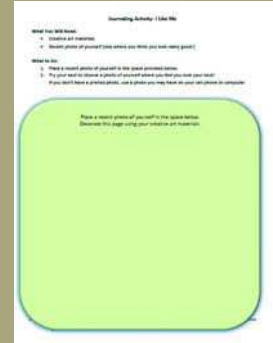 Journaling Activity: I Like Me
What You Will Need:
Creative art materials
Recent photo of yourself (one where you think you look really good!)
What to Do:
1. Place a recent photo of yourself in the space provided below.
2. Try your best to choose a photo of yourself where you feel you look your best!
If you don't have a printed photo, use a photo you may have on your cell phone or computer.
Place a recent photo of yourself in the space below.
Decorate this page using your creative art materials.